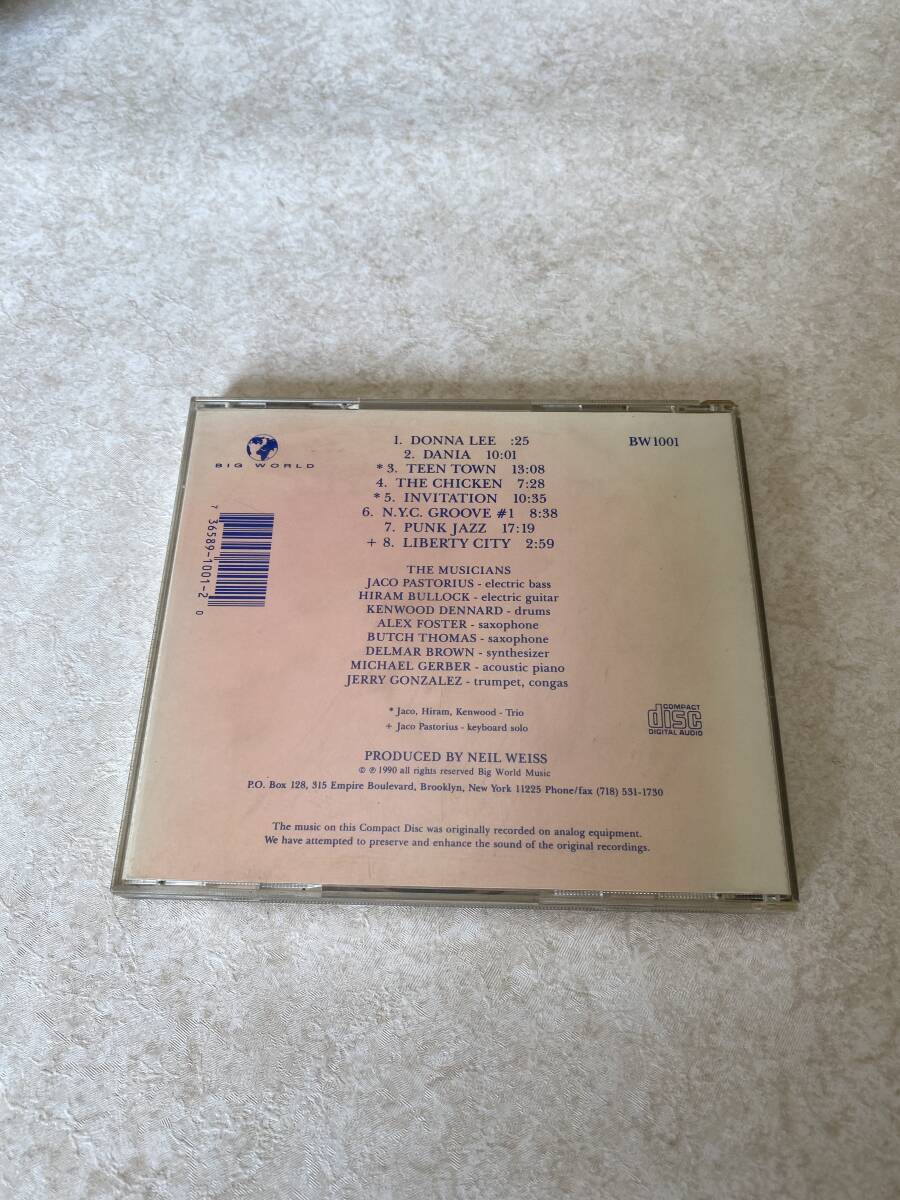 BIG WORLD
7 36589-1001-2 0
BW1001
1. DONNA LEE :25
2. DANIA 10:01
* 3. TEEN TOWN 13:08
4. THE CHICKEN 7:28
* 5. INVITATION 10:35
6. N.Y.C. GROOVE #1 8:38
7. PUNK JAZZ 17:19
+ 8. LIBERTY CITY 2:59
THE MUSICIANS
JACO PASTORIUS - electric bass
HIRAM BULLOCK - electric guitar
KENWOOD DENNARD - drums
ALEX FOSTER - saxophone
BUTCH THOMAS - saxophone
DELMAR BROWN - synthesizer
MICHAEL GERBER - acoustic piano
JERRY GONZALEZ - trumpet, congas
* Jaco, Hiram, Kenwood - Trio
+ Jaco Pastorius - keyboard solo
COMPACT
disc
DIGITAL AUDIO
PRODUCED BY NEIL WEISS
© ℗ 1990 all rights reserved Big World Music
P.O. Box 128, 315 Empire Boulevard, Brooklyn, New York 11225 Phone/fax (718) 531-1730
The music on this Compact Disc was originally recorded on analog equipment.
We have attempted to preserve and enhance the sound of the original recordings.